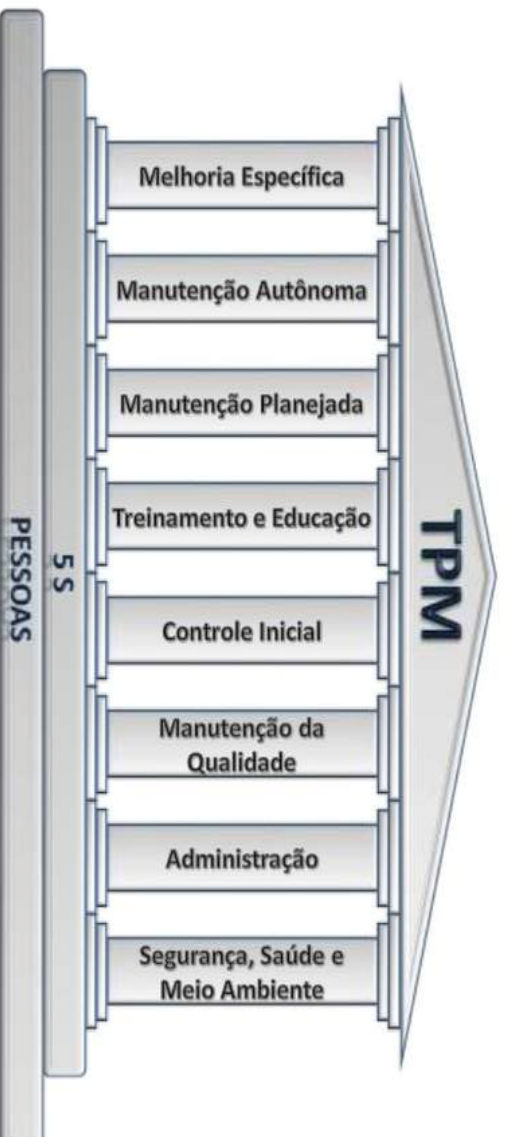 TPM
Melhoria Específica
Manutenção Autônoma
Manutenção Planejada
Treinamento e Educação
Controle Inicial
Manutenção da
Qualidade
Administração
Segurança, Saúde e
Meio Ambiente
5 S
PESSOAS